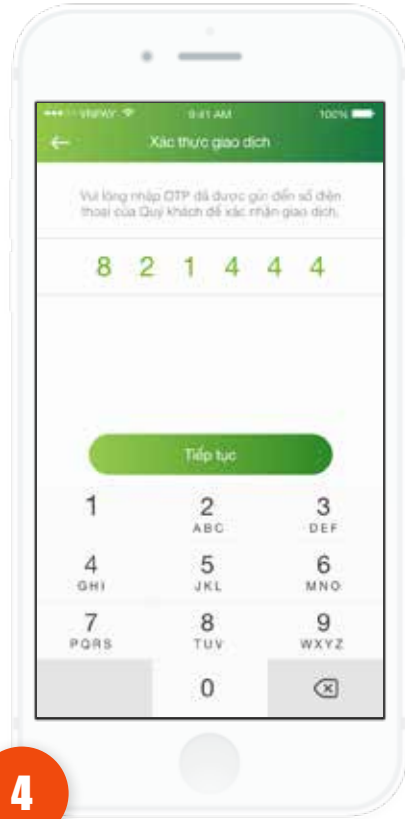 9:41 AM 100%
Xác thực giao dịch
Vui lòng nhập OTP đã được gửi đến số điện
thoại của Quý khách để xác nhận giao dịch.
8 2 1 4 4 4
Tiếp tục
1 2 3
ABC DEF
4 5 6
GHI JKL MNO
7 8 9
PQRS TUV WXYZ
0
4